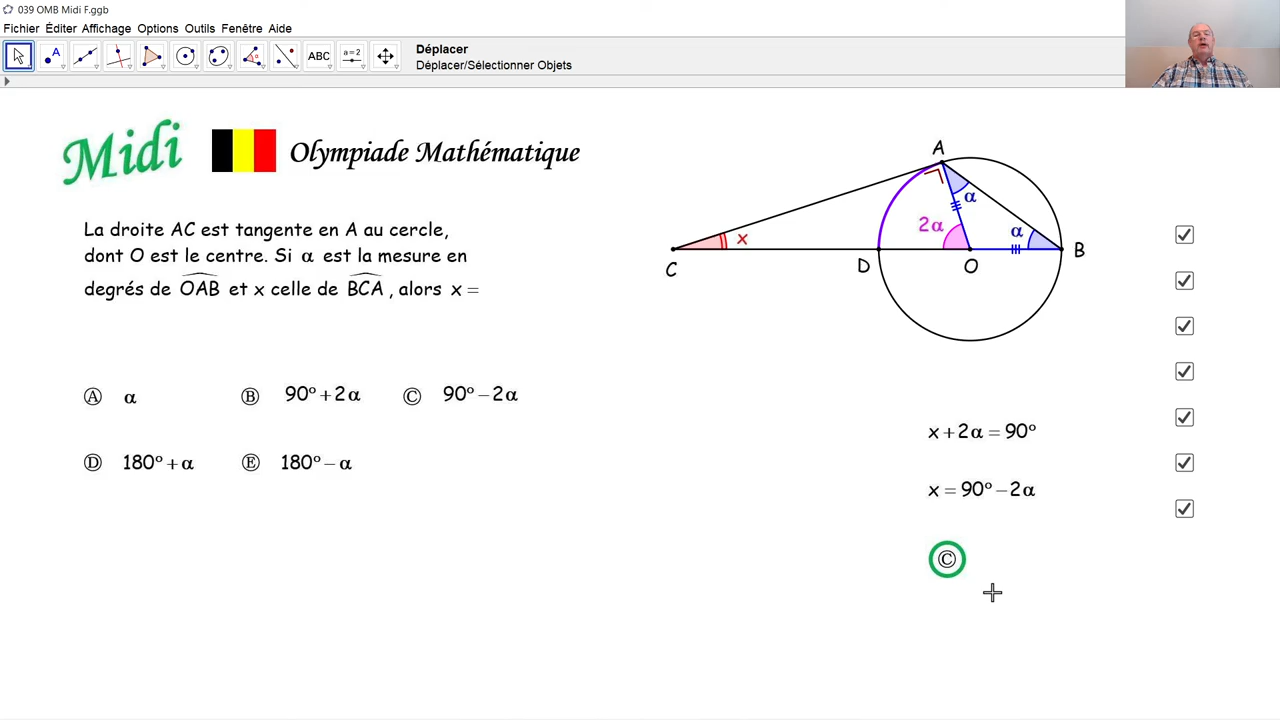 039 OMB Midi F.ggb
Fichier Éditer Affichage Options Outils Fenêtre Aide
A
ABC
a=2
Déplacer
Déplacer/Sélectionner Objets
Midi
Olympiade Mathématique
La droite AC est tangente en A au cercle,
dont O est le centre. Si α est la mesure en
degrés de OAB et x celle de BCA , alors x =
Ⓐ α
Ⓑ 90°+2α
Ⓒ 90°−2α
Ⓓ 180°+α
Ⓔ 180°−α
A
α
2α
α
x
C
D
O
B
x+2α=90°
x=90°−2α
Ⓒ